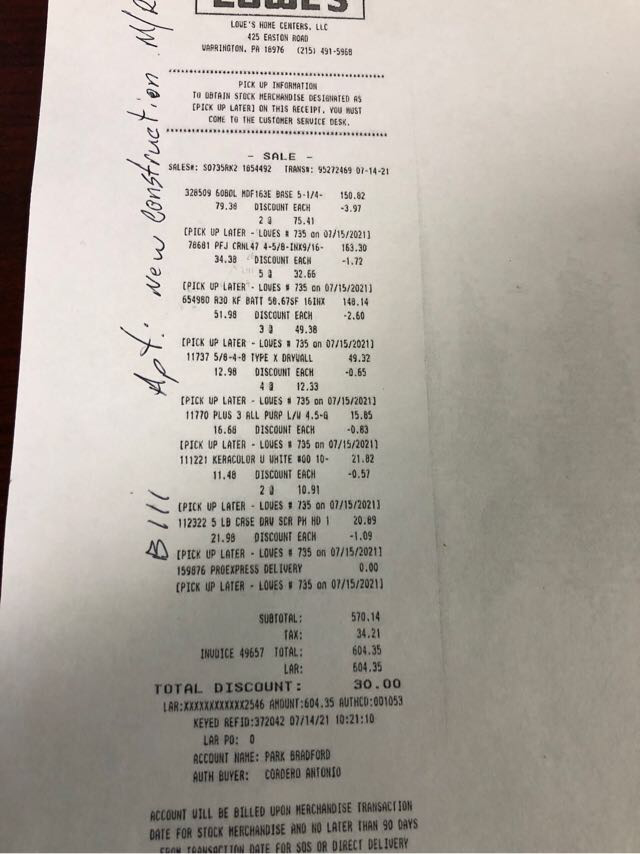 LOWE'S
LOWE'S HOME CENTERS, LLC
425 EASTON ROAD
WARRINGTON, PA 18976 (215) 491-5968
PICK UP INFORMATION
TO OBTAIN STOCK MERCHANDISE DESIGNATED AS
[PICK UP LATER] ON THIS RECEIPT, YOU MUST
COME TO THE CUSTOMER SERVICE DESK.
- SALE -
SALES#: S0735RK2 1854492 TRANS#: 95272469 07-14-21
328509 608OL MDF163E BASE 5-1/4- 150.82
79.38 DISCOUNT EACH -3.97
2 @ 75.41
[PICK UP LATER - LOWES # 735 on 07/15/2021]
78681 PFJ CRNL47 4-5/8-INX9/16- 163.30
34.38 DISCOUNT EACH -1.72
5 @ 32.66
[PICK UP LATER - LOWES # 735 on 07/15/2021]
654980 R30 KF BATT 58.67SF 16INX 148.14
51.98 DISCOUNT EACH -2.60
3 @ 49.38
[PICK UP LATER - LOWES # 735 on 07/15/2021]
11737 5/8-4-8 TYPE X DRYWALL 49.32
12.98 DISCOUNT EACH -0.65
4 @ 12.33
[PICK UP LATER - LOWES # 735 on 07/15/2021]
11770 PLUS 3 ALL PURP L/W 4.5-G 15.85
16.68 DISCOUNT EACH -0.83
[PICK UP LATER - LOWES # 735 on 07/15/2021]
111221 KERACOLOR U WHITE #00 10- 21.82
11.48 DISCOUNT EACH -0.57
2 @ 10.91
[PICK UP LATER - LOWES # 735 on 07/15/2021]
112322 5 LB CRSE DRW SCR PH HD 1 20.89
21.98 DISCOUNT EACH -1.09
[PICK UP LATER - LOWES # 735 on 07/15/2021]
159876 PROEXPRESS DELIVERY 0.00
[PICK UP LATER - LOWES # 735 on 07/15/2021]
SUBTOTAL: 570.14
TAX: 34.21
INVOICE 49657 TOTAL: 604.35
LAR: 604.35
TOTAL DISCOUNT: 30.00
LAR:XXXXXXXXXXXX2546 AMOUNT:604.35 AUTHCD:001053
KEYED REFID:372042 07/14/21 10:21:10
LAR PO: 0
ACCOUNT NAME: PARK BRADFORD
AUTH BUYER: CORDERO ANTONIO
ACCOUNT WILL BE BILLED UPON MERCHANDISE TRANSACTION
DATE FOR STOCK MERCHANDISE AND NO LATER THAN 90 DAYS
FROM TRANSACTION DATE FOR SOS OR DIRECT DELIVERY
Bill Apt: New Construction M/R